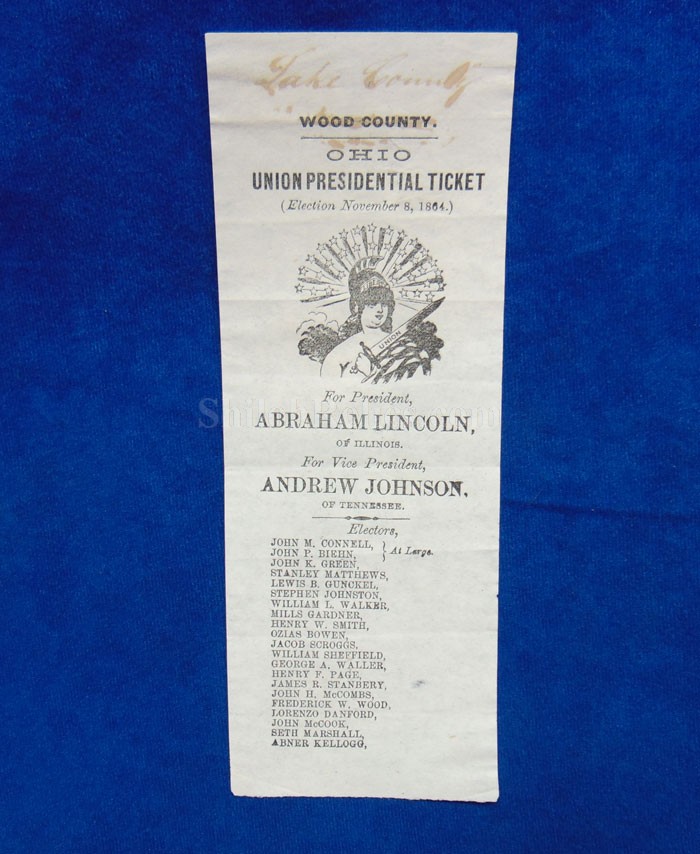 Lake County
WOOD COUNTY.
OHIO
UNION PRESIDENTIAL TICKET
(Election November 8, 1864.)
UNION
For President,
ABRAHAM LINCOLN,
OF ILLINOIS.
For Vice President,
ANDREW JOHNSON,
OF TENNESSEE.
Electors,
JOHN M. CONNELL,
JOHN P. BIEHN, } At Large.
JOHN K. GREEN,
STANLEY MATTHEWS,
LEWIS B. GUNCKEL,
STEPHEN JOHNSTON,
WILLIAM L. WALKER,
MILLS GARDNER,
HENRY W. SMITH,
OZIAS BOWEN,
JACOB SCROGGS,
WILLIAM SHEFFIELD,
GEORGE A. WALLER,
HENRY F. PAGE,
JAMES R. STANBERY,
JOHN H. McCOMBS,
FREDERICK W. WOOD,
LORENZO DANFORD,
JOHN McCOOK,
SETH MARSHALL,
ABNER KELLOGG,